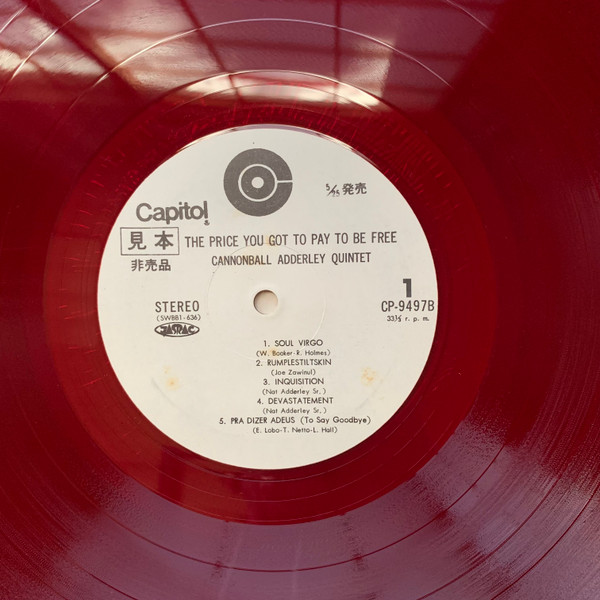 5/25 発売
Capitol
見本
THE PRICE YOU GOT TO PAY TO BE FREE
非売品
CANNONBALL ADDERLEY QUINTET
STEREO
1
(SWBB1-636)
CP-9497B
JASRAC
33⅓ r. p. m.
1. SOUL VIRGO
(W. Booker-R. Holmes)
2. RUMPLESTILTSKIN
(Joe Zawinul)
3. INQUISITION
(Nat Adderley Sr.)
4. DEVASTATEMENT
(Nat Adderley Sr.)
5. PRA DIZER ADEUS (To Say Goodbye)
(E. Lobo-T. Netto-L. Hall)